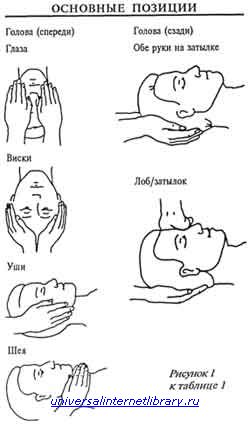 ОСНОВНЫЕ ПОЗИЦИИ
Голова (спереди)
Глаза
Голова (сзади)
Обе руки на затылке
Виски
Лоб/затылок
Уши
Шея
Рисунок 1
к таблице 1
universalinternetlibrary.ru